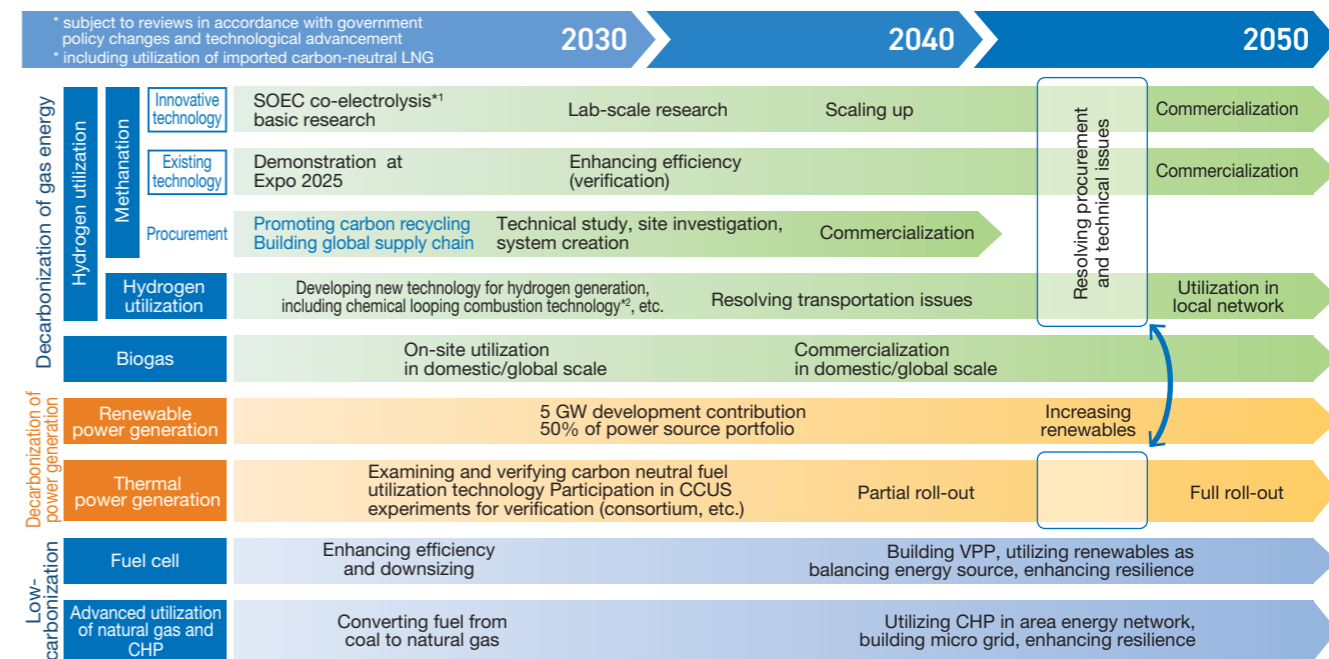 * subject to reviews in accordance with government
policy changes and technological advancement
* including utilization of imported carbon-neutral LNG
2030
2040
2050
Decarbonization of gas energy
Hydrogen utilization
Methanation
Innovative
technology
SOEC co-electrolysis*1
basic research
Lab-scale research
Scaling up
Commercialization
Existing
technology
Demonstration at
Expo 2025
Enhancing efficiency
(verification)
Commercialization
Procurement
Promoting carbon recycling
Building global supply chain
Technical study, site investigation,
system creation
Commercialization
Resolving procurement
and technical issues
Hydrogen
utilization
Developing new technology for hydrogen generation,
including chemical looping combustion technology*2, etc.
Resolving transportation issues
Utilization in
local network
Biogas
On-site utilization
in domestic/global scale
Commercialization
in domestic/global scale
Decarbonization of
power generation
Renewable
power generation
5 GW development contribution
50% of power source portfolio
Increasing
renewables
Thermal
power generation
Examining and verifying carbon neutral fuel
utilization technology Participation in CCUS
experiments for verification (consortium, etc.)
Partial roll-out
Full roll-out
Low-
carbonization
Fuel cell
Enhancing efficiency
and downsizing
Building VPP, utilizing renewables as
balancing energy source, enhancing resilience
Advanced utilization
of natural gas and
CHP
Converting fuel from
coal to natural gas
Utilizing CHP in area energy network,
building micro grid, enhancing resilience